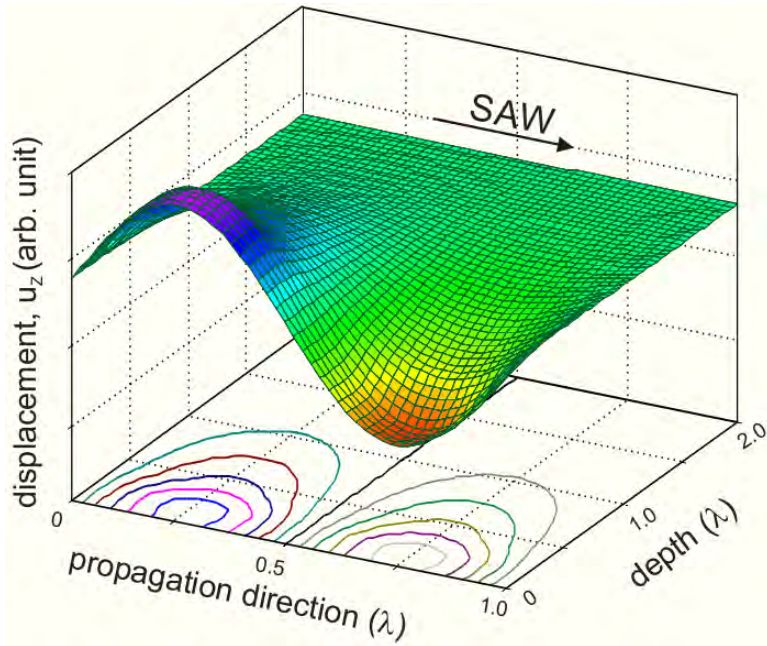 SAW
displacement, u_z (arb. unit)
0
0.5
1.0
propagation direction (λ)
0
1.0
2.0
depth (λ)